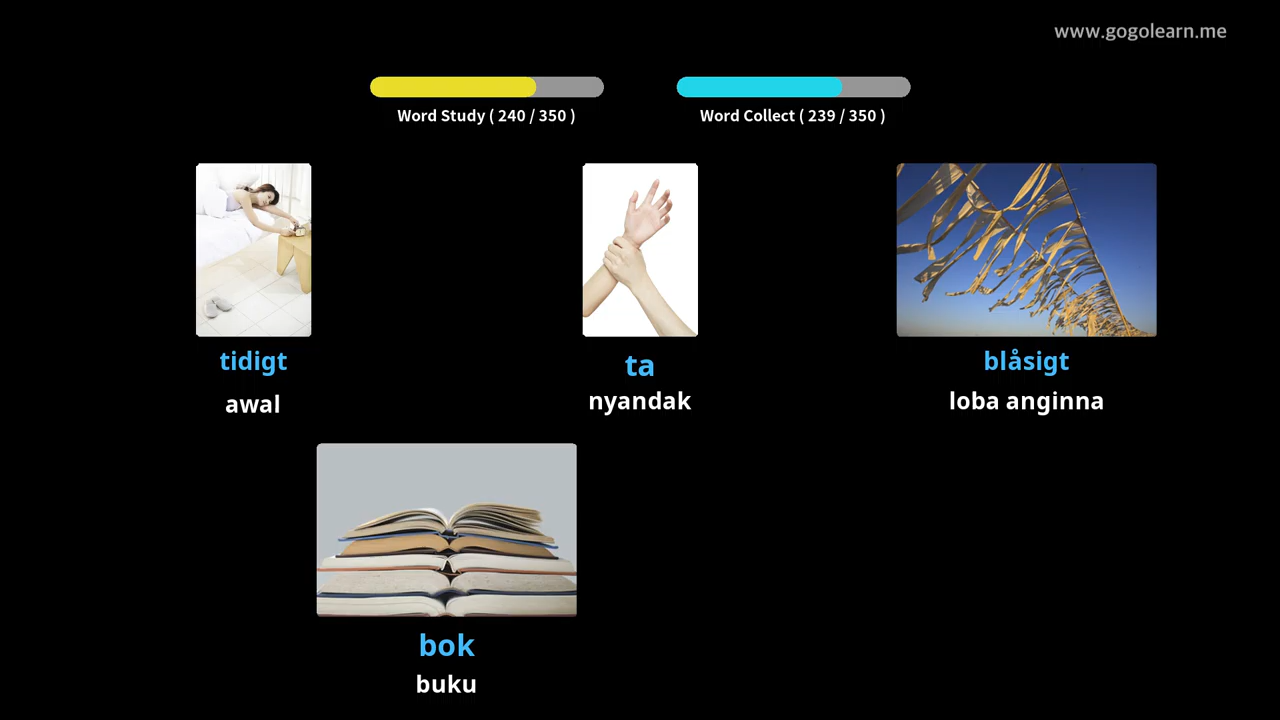 www.gogolearn.me
Word Study ( 240 / 350 )
Word Collect ( 239 / 350 )
tidigt
awal
ta
nyandak
blåsigt
loba anginna
bok
buku